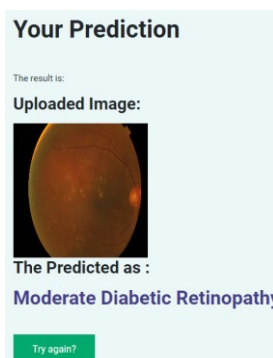 Your Prediction
The result is:
Uploaded Image:
The Predicted as :
Moderate Diabetic Retinopathy
Try again?